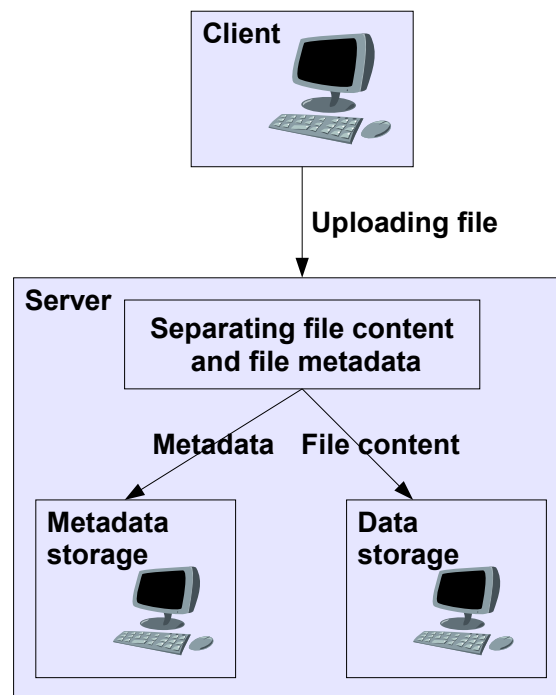 Client
Uploading file
Server
Separating file content
and file metadata
Metadata
File content
Metadata
storage
Data
storage